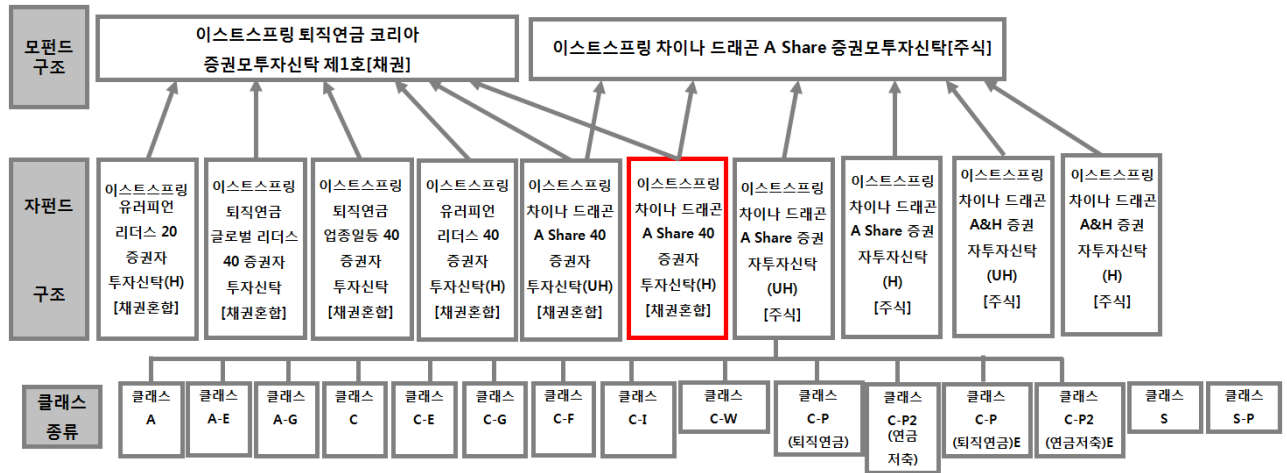 모펀드
구조
이스트스프링 퇴직연금 코리아
증권모투자신탁 제1호[채권]
이스트스프링 차이나 드래곤 A Share 증권모투자신탁[주식]
자펀드
구조
이스트스프링
유러피언
리더스 20
증권자
투자신탁(H)
[채권혼합]
이스트스프링
퇴직연금
글로벌 리더스
40 증권자
투자신탁
[채권혼합]
이스트스프링
퇴직연금
업종일등 40
증권자
투자신탁
[채권혼합]
이스트스프링
유러피언
리더스 40
증권자
투자신탁(H)
[채권혼합]
이스트스프링
차이나 드래곤
A Share 40
증권자
투자신탁(UH)
[채권혼합]
이스트스프링
차이나 드래곤
A Share 40
증권자
투자신탁(H)
[채권혼합]
이스트스프링
차이나 드래곤
A Share 증권
자투자신탁
(UH)
[주식]
이스트스프링
차이나 드래곤
A Share 증권
자투자신탁
(H)
[주식]
이스트스프링
차이나 드래곤
A&H 증권
자투자신탁
(UH)
[주식]
이스트스프링
차이나 드래곤
A&H 증권
자투자신탁
(H)
[주식]
클래스
종류
클래스
A
클래스
A-E
클래스
A-G
클래스
C
클래스
C-E
클래스
C-G
클래스
C-F
클래스
C-I
클래스
C-W
클래스
C-P
(퇴직연금)
클래스
C-P2
(연금
저축)
클래스
C-P
(퇴직연금)E
클래스
C-P2
(연금저축)E
클래스
S
클래스
S-P